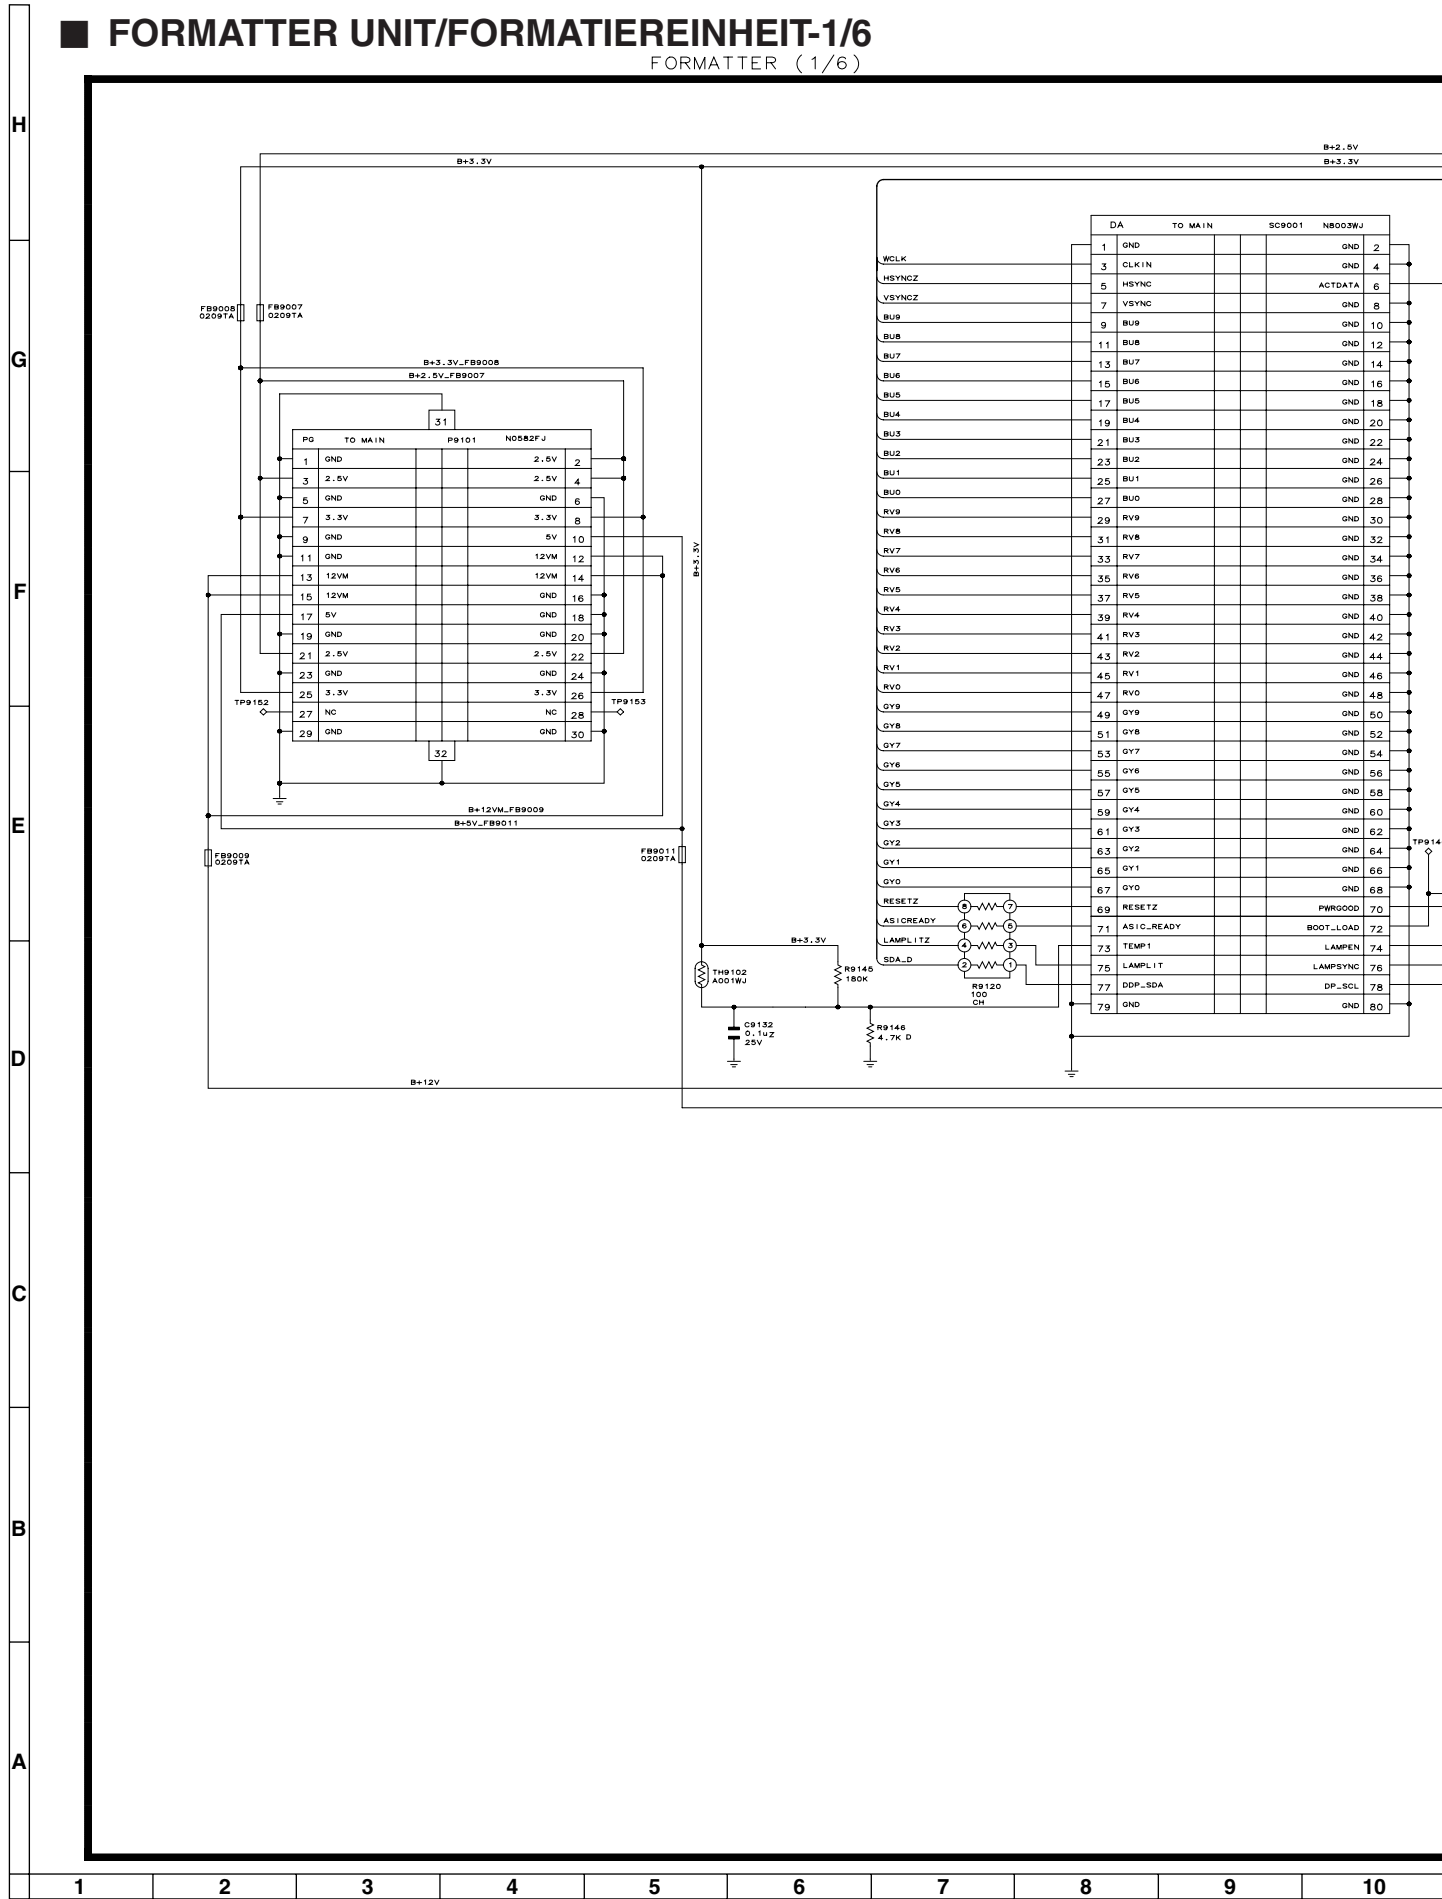 ■ FORMATTER UNIT/FORMATIEREINHEIT-1/6
FORMATTER (1/6)
H
G
F
E
D
C
B
A
B+2.5V
B+3.3V
B+3.3V
FB9008
0209TA
FB9007
0209TA
B+3.3V_FB9008
B+2.5V_FB9007
31
PG TO MAIN P9101 N0582FJ
1 GND 2.5V 2
3 2.5V 2.5V 4
5 GND GND 6
7 3.3V 3.3V 8
9 GND 5V 10
11 GND 12VM 12
13 12VM 12VM 14
15 12VM GND 16
17 5V GND 18
19 GND GND 20
21 2.5V 2.5V 22
23 GND GND 24
25 3.3V 3.3V 26
27 NC NC 28
29 GND GND 30
32
TP9152
TP9153
B+12VM_FB9009
B+5V_FB9011
FB9009
0209TA
FB9011
0209TA
B+3.3V
B+3.3V
TH9102
A001WJ
R9145
180K
C9132
0.1uZ
25V
R9146
4.7K D
B+12V
WCLK
HSYNCZ
VSYNCZ
BU9
BU8
BU7
BU6
BU5
BU4
BU3
BU2
BU1
BU0
RV9
RV8
RV7
RV6
RV5
RV4
RV3
RV2
RV1
RV0
GY9
GY8
GY7
GY6
GY5
GY4
GY3
GY2
GY1
GY0
RESETZ
ASICREADY
LAMPLITZ
SDA_D
8 7
6 5
4 3
2 1
R9120
100
CH
DA TO MAIN SC9001 N8003WJ
1 GND GND 2
3 CLKIN GND 4
5 HSYNC ACTDATA 6
7 VSYNC GND 8
9 BU9 GND 10
11 BU8 GND 12
13 BU7 GND 14
15 BU6 GND 16
17 BU5 GND 18
19 BU4 GND 20
21 BU3 GND 22
23 BU2 GND 24
25 BU1 GND 26
27 BU0 GND 28
29 RV9 GND 30
31 RV8 GND 32
33 RV7 GND 34
35 RV6 GND 36
37 RV5 GND 38
39 RV4 GND 40
41 RV3 GND 42
43 RV2 GND 44
45 RV1 GND 46
47 RV0 GND 48
49 GY9 GND 50
51 GY8 GND 52
53 GY7 GND 54
55 GY6 GND 56
57 GY5 GND 58
59 GY4 GND 60
61 GY3 GND 62
63 GY2 GND 64
65 GY1 GND 66
67 GY0 GND 68
69 RESETZ PWRGOOD 70
71 ASIC_READY BOOT_LOAD 72
73 TEMP1 LAMPEN 74
75 LAMPLIT LAMPSYNC 76
77 DDP_SDA DP_SCL 78
79 GND GND 80
TP914
1 2 3 4 5 6 7 8 9 10